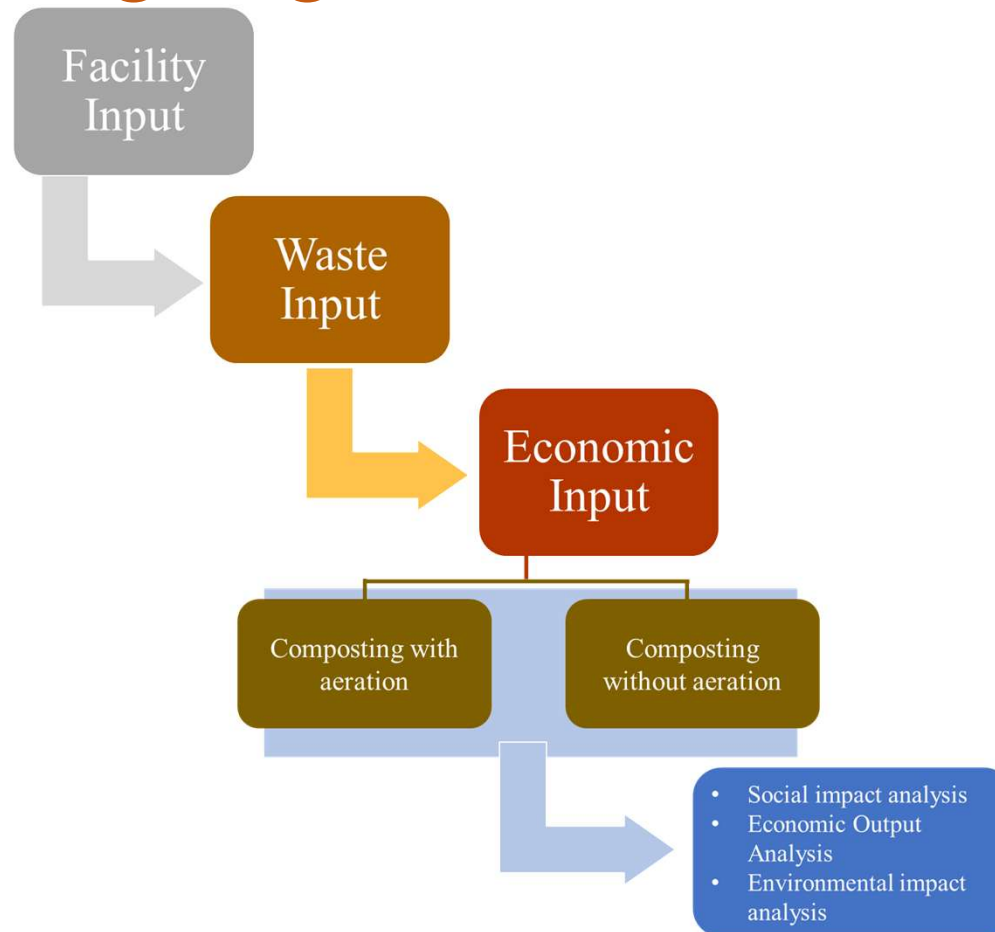 Facility
Input
Waste
Input
Economic
Input
Composting with
aeration
Composting
without aeration
• Social impact analysis
• Economic Output
Analysis
• Environmental impact
analysis